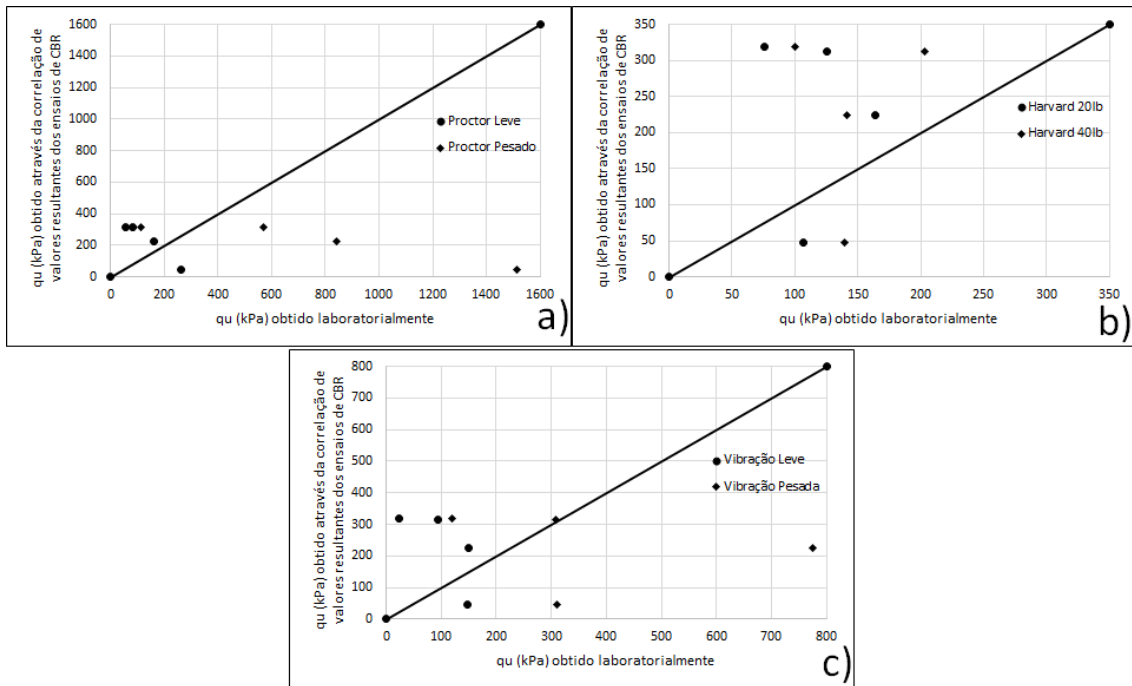 qu (kPa) obtido através da correlação de
valores resultantes dos ensaios de CBR
1600
1400
1200
1000
800
600
400
200
0
0 200 400 600 800 1000 1200 1400 1600
qu (kPa) obtido laboratorialmente
Proctor Leve
Proctor Pesado
a)
qu (kPa) obtido através da correlação de
valores resultantes dos ensaios de CBR
350
300
250
200
150
100
50
0
0 50 100 150 200 250 300 350
qu (kPa) obtido laboratorialmente
Harvard 20lb
Harvard 40lb
b)
qu (kPa) obtido através da correlação de
valores resultantes dos ensaios de CBR
800
700
600
500
400
300
200
100
0
0 100 200 300 400 500 600 700 800
qu (kPa) obtido laboratorialmente
Vibração Leve
Vibração Pesada
c)